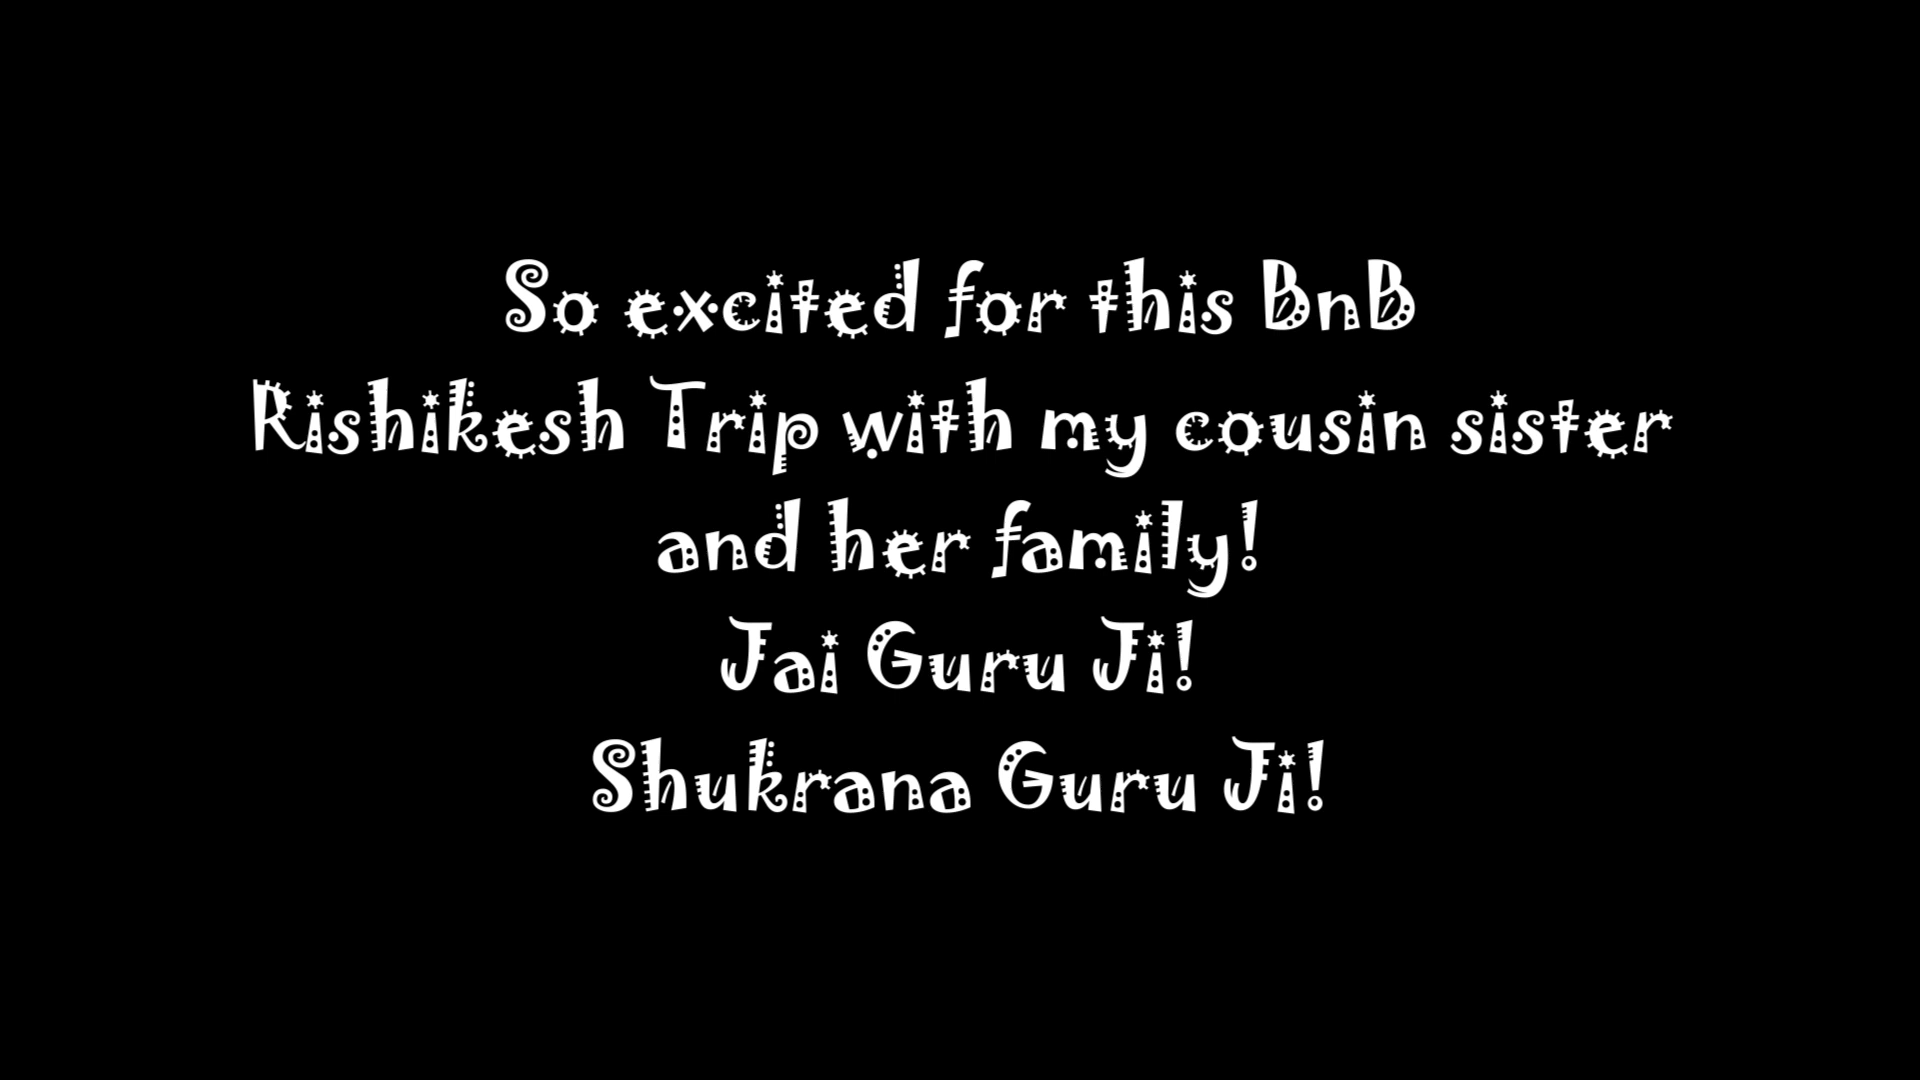 So excited for this BnB
Rishikesh Trip with my cousin sister
and her family!
Jai Guru Ji!
Shukrana Guru Ji!